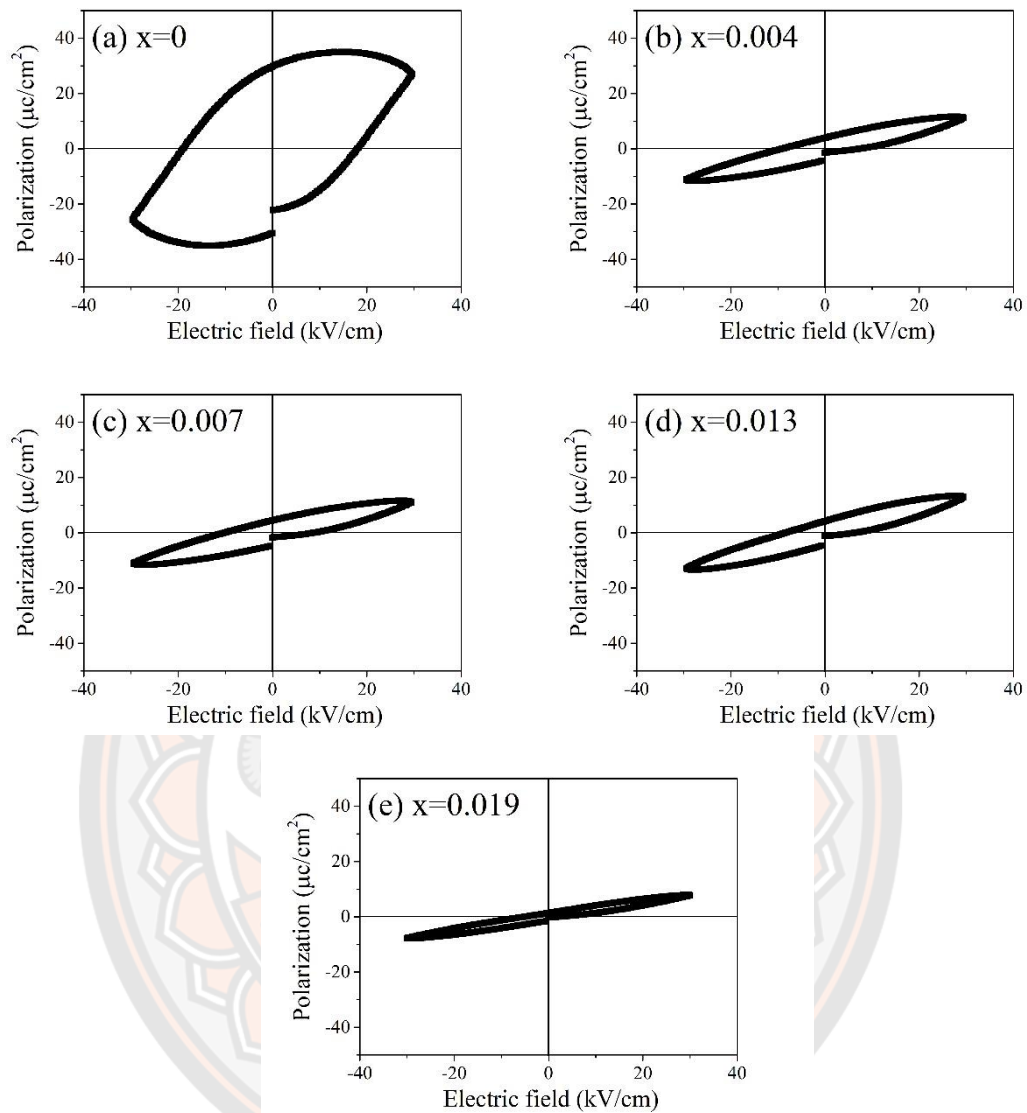 (a) x=0
40
20
0
-20
-40
Polarization (μc/cm²)
-40 -20 0 20 40
Electric field (kV/cm)
(b) x=0.004
40
20
0
-20
-40
Polarization (μc/cm²)
-40 -20 0 20 40
Electric field (kV/cm)
(c) x=0.007
40
20
0
-20
-40
Polarization (μc/cm²)
-40 -20 0 20 40
Electric field (kV/cm)
(d) x=0.013
40
20
0
-20
-40
Polarization (μc/cm²)
-40 -20 0 20 40
Electric field (kV/cm)
(e) x=0.019
40
20
0
-20
-40
Polarization (μc/cm²)
-40 -20 0 20 40
Electric field (kV/cm)